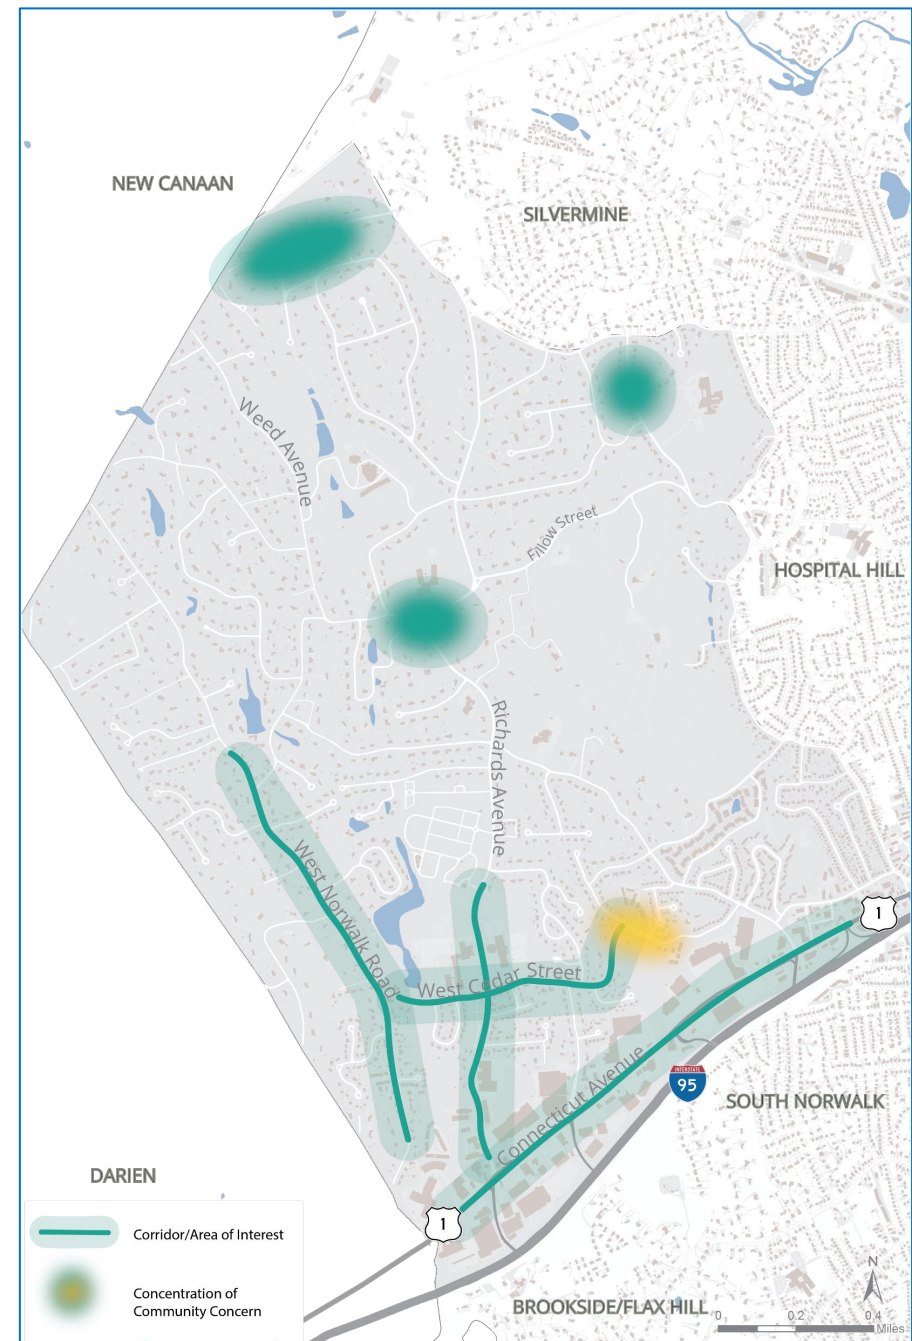 NEW CANAAN
SILVERMINE
Weed Avenue
Fillow Street
HOSPITAL HILL
Richards Avenue
West Norwalk Road
1
West Cedar Street
Connecticut Avenue
INTERSTATE
95
SOUTH NORWALK
DARIEN
1
Corridor/Area of Interest
Concentration of
Community Concern
N
BROOKSIDE/FLAX HILL
0 0.2 0.4
Miles